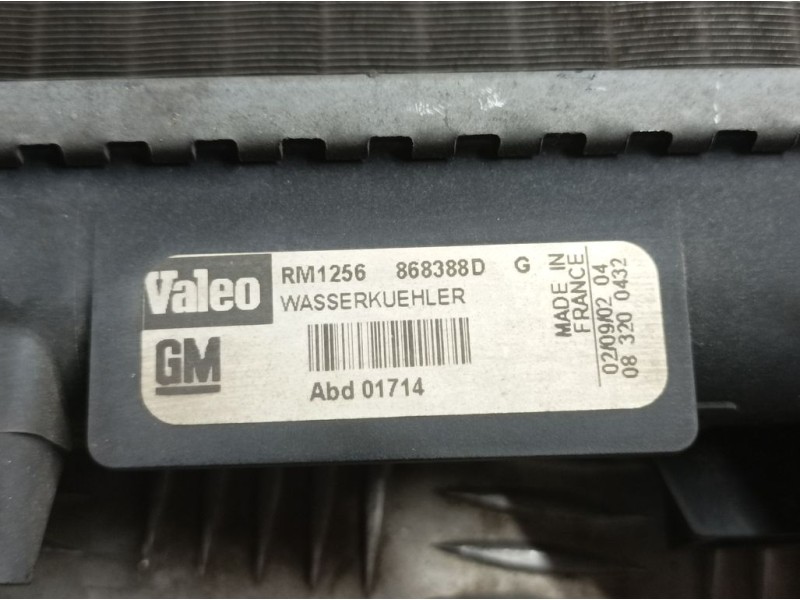 Valeo RM1256 868388D G
WASSERKUEHLER
GM
Abd 01714
MADE IN
FRANCE
02/09/02 04
08 320 0432